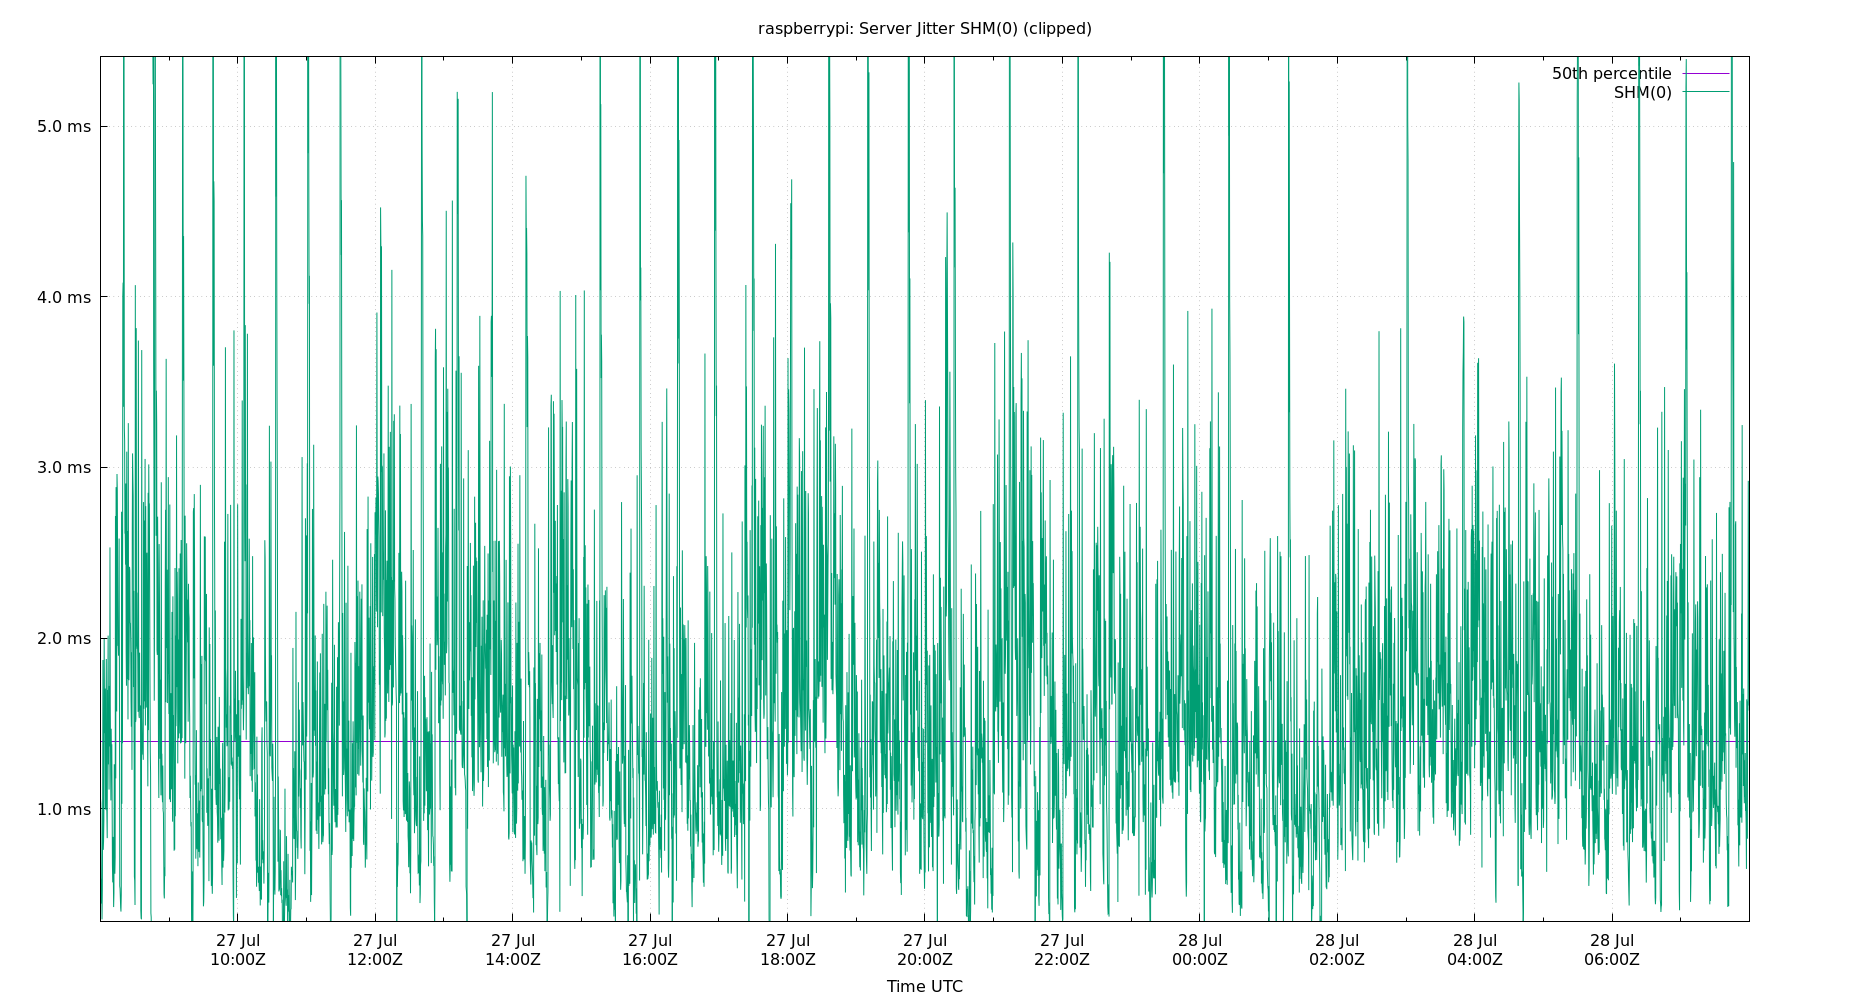 raspberrypi: Server Jitter SHM(0) (clipped)
50th percentile
SHM(0)
5.0 ms
4.0 ms
3.0 ms
2.0 ms
1.0 ms
27 Jul 27 Jul 27 Jul 27 Jul 27 Jul 27 Jul 27 Jul 28 Jul 28 Jul 28 Jul 28 Jul
10:00Z 12:00Z 14:00Z 16:00Z 18:00Z 20:00Z 22:00Z 00:00Z 02:00Z 04:00Z 06:00Z
Time UTC